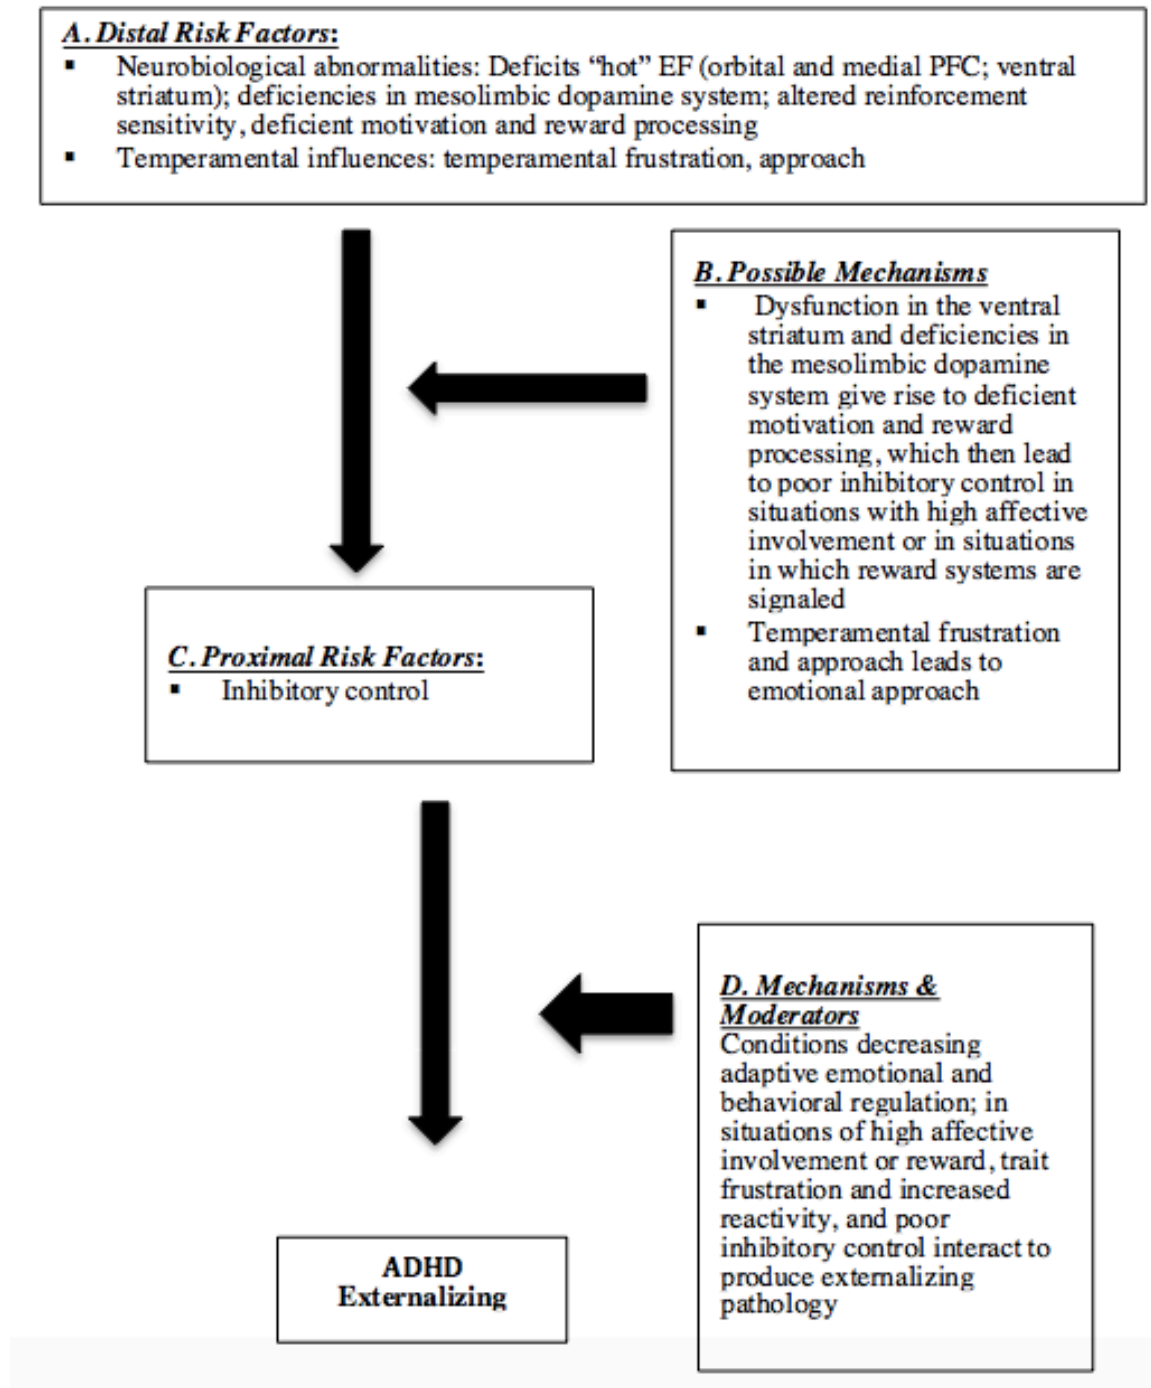 A. Distal Risk Factors:
▪ Neurobiological abnormalities: Deficits “hot” EF (orbital and medial PFC; ventral
striatum); deficiencies in mesolimbic dopamine system; altered reinforcement
sensitivity, deficient motivation and reward processing
▪ Temperamental influences: temperamental frustration, approach
B. Possible Mechanisms
▪ Dysfunction in the ventral
striatum and deficiencies in
the mesolimbic dopamine
system give rise to deficient
motivation and reward
processing, which then lead
to poor inhibitory control in
situations with high affective
involvement or in situations
in which reward systems are
signaled
▪ Temperamental frustration
and approach leads to
emotional approach
C. Proximal Risk Factors:
▪ Inhibitory control
D. Mechanisms &
Moderators
Conditions decreasing
adaptive emotional and
behavioral regulation; in
situations of high affective
involvement or reward, trait
frustration and increased
reactivity, and poor
inhibitory control interact to
produce externalizing
pathology
ADHD
Externalizing